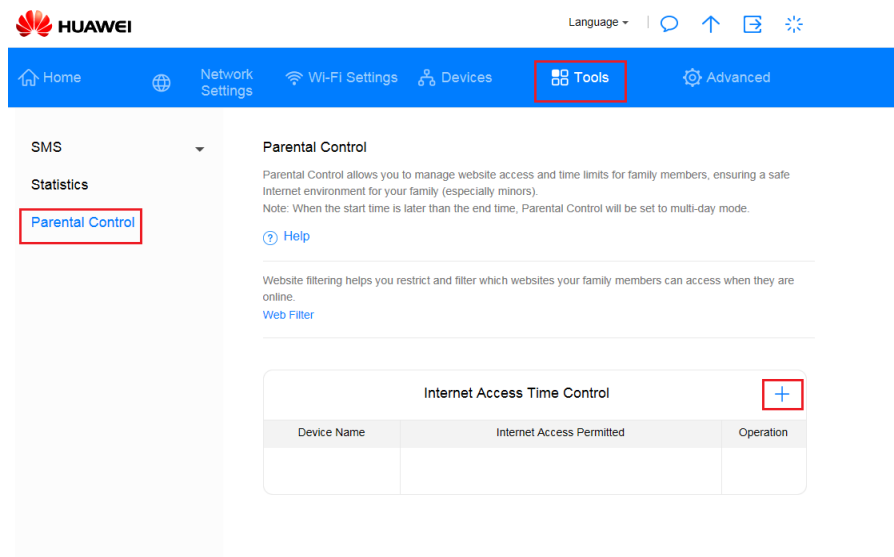 HUAWEI
Language
Home
Network
Settings
Wi-Fi Settings
Devices
Tools
Advanced
SMS
Statistics
Parental Control
Parental Control
Parental Control allows you to manage website access and time limits for family members, ensuring a safe
Internet environment for your family (especially minors).
Note: When the start time is later than the end time, Parental Control will be set to multi-day mode.
? Help
Website filtering helps you restrict and filter which websites your family members can access when they are
online.
Web Filter
Internet Access Time Control
Device Name
Internet Access Permitted
Operation